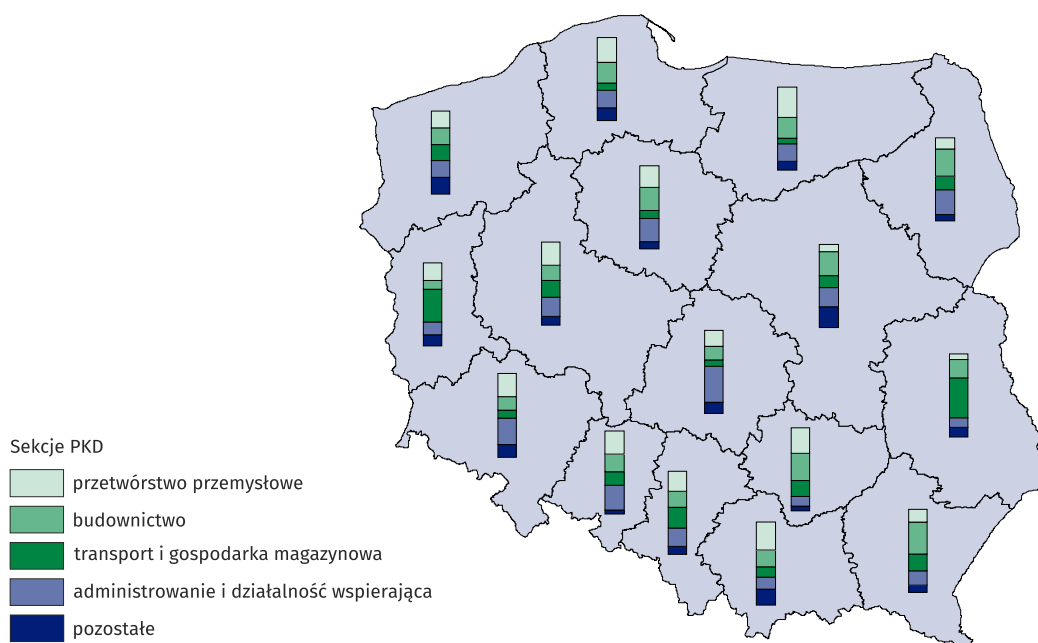 Sekcje PKD
przetwórstwo przemysłowe
budownictwo
transport i gospodarka magazynowa
administrowanie i działalność wspierająca
pozostałe